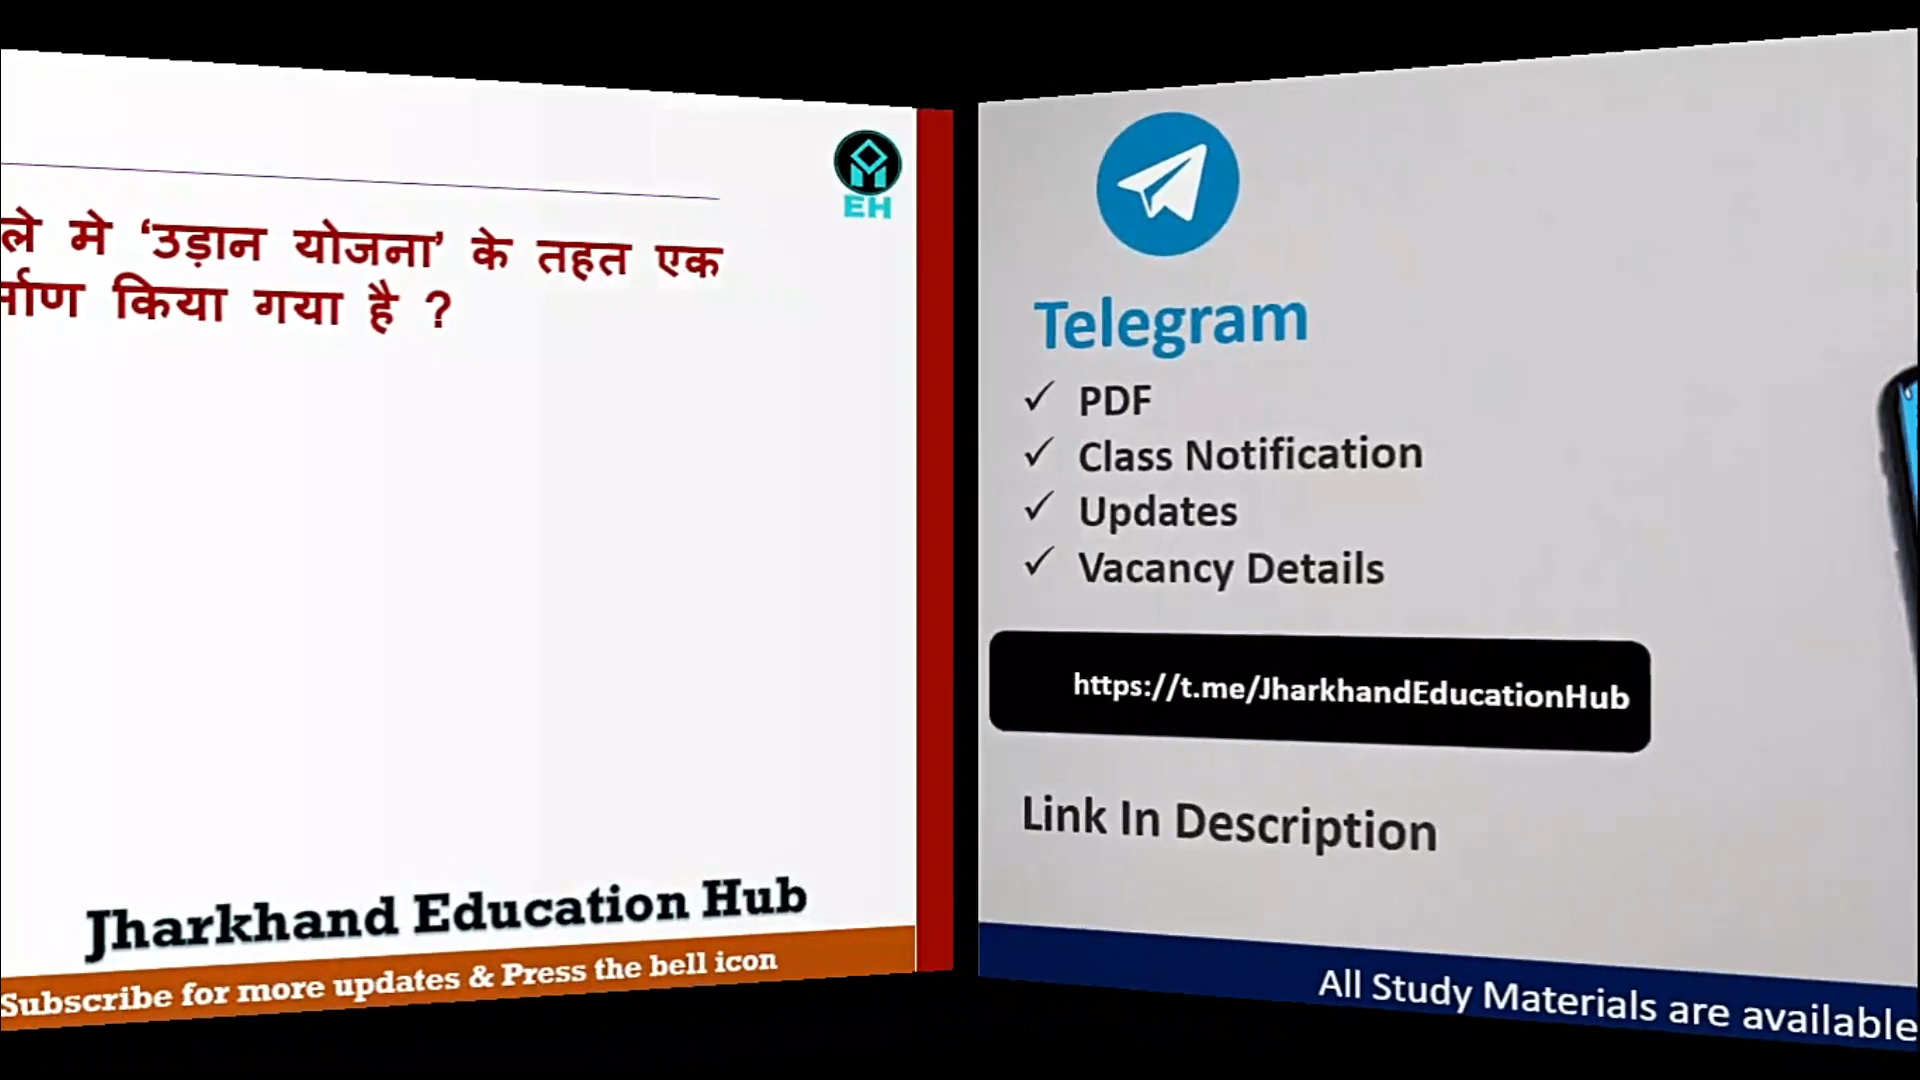 EH
मे ‘उड़ान योजना’ के तहत एक
किया गया है ?
Jharkhand Education Hub
Subscribe for more updates & Press the bell icon
Telegram
✓ PDF
✓ Class Notification
✓ Updates
✓ Vacancy Details
https://t.me/JharkhandEducationHub
Link In Description
All Study Materials are available